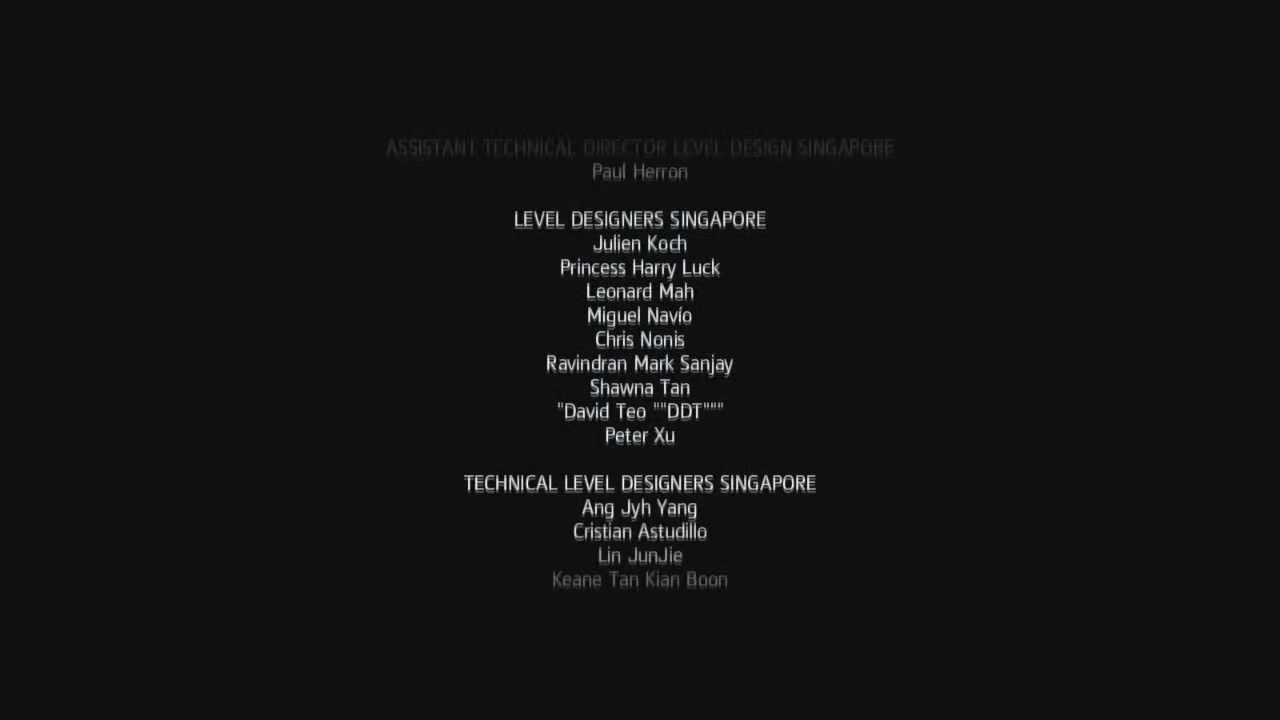 ASSISTANT TECHNICAL DIRECTOR LEVEL DESIGN SINGAPORE
Paul Herron
LEVEL DESIGNERS SINGAPORE
Julien Koch
Princess Harry Luck
Leonard Mah
Miguel Navío
Chris Nonis
Ravindran Mark Sanjay
Shawna Tan
"David Teo ""DDT"""
Peter Xu
TECHNICAL LEVEL DESIGNERS SINGAPORE
Ang Jyh Yang
Cristian Astudillo
Lin JunJie
Keane Tan Kian Boon